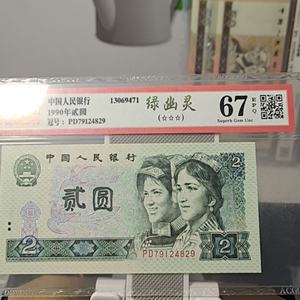 中国人民银行
1990年贰圆
冠号：PD79124829
13069471
绿幽灵
(☆☆☆)
67 EPQ
Superb Gem Unc
中国人民银行
贰圆
2
PD79124829
2